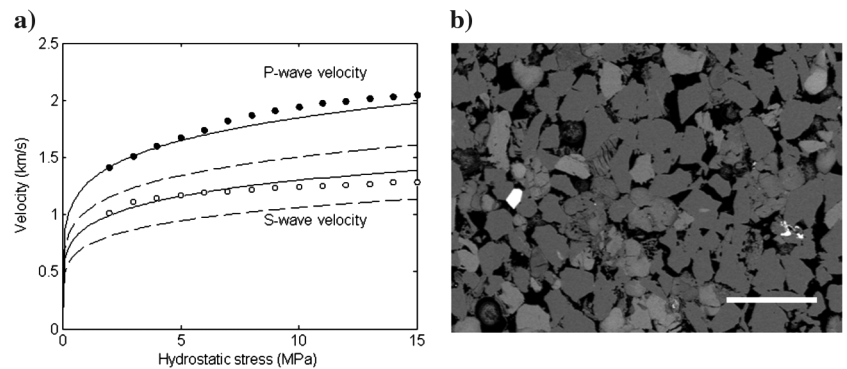 a)
b)
2.5
2
1.5
1
0.5
0
Velocity (km/s)
P-wave velocity
S-wave velocity
0
5
10
15
Hydrostatic stress (MPa)